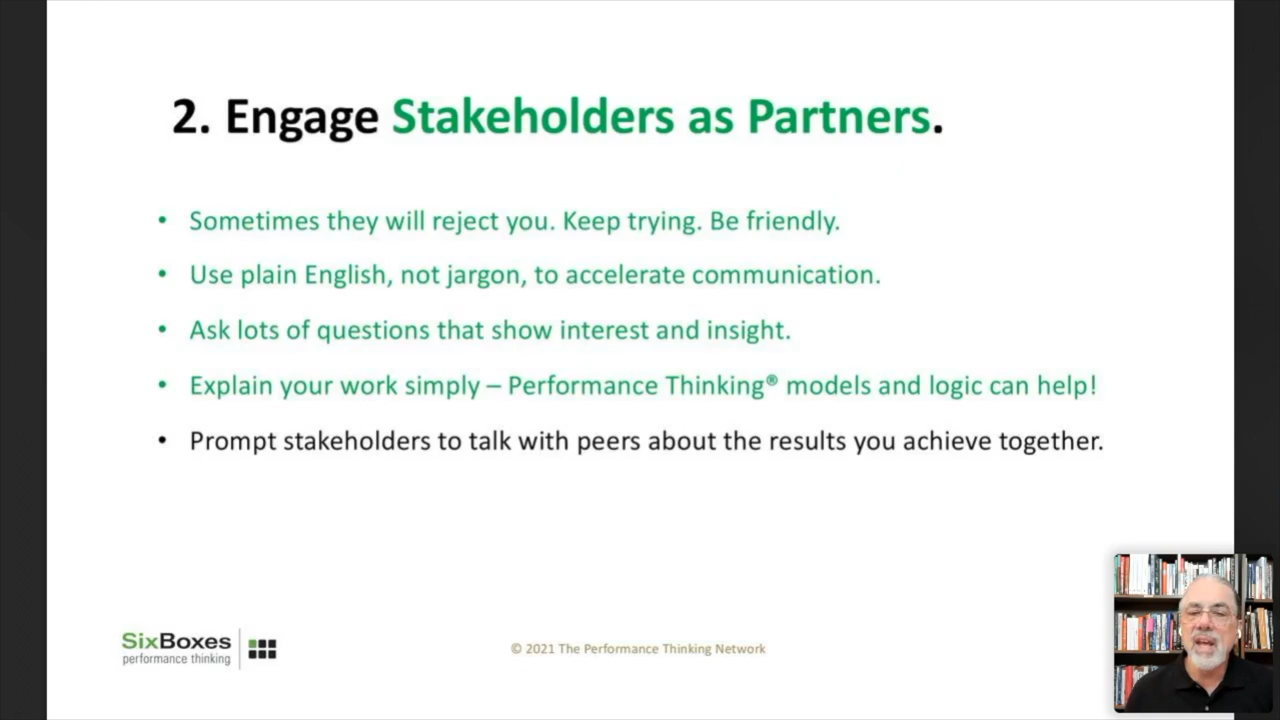 2. Engage Stakeholders as Partners.
• Sometimes they will reject you. Keep trying. Be friendly.
• Use plain English, not jargon, to accelerate communication.
• Ask lots of questions that show interest and insight.
• Explain your work simply – Performance Thinking® models and logic can help!
• Prompt stakeholders to talk with peers about the results you achieve together.
SixBoxes
performance thinking
© 2021 The Performance Thinking Network